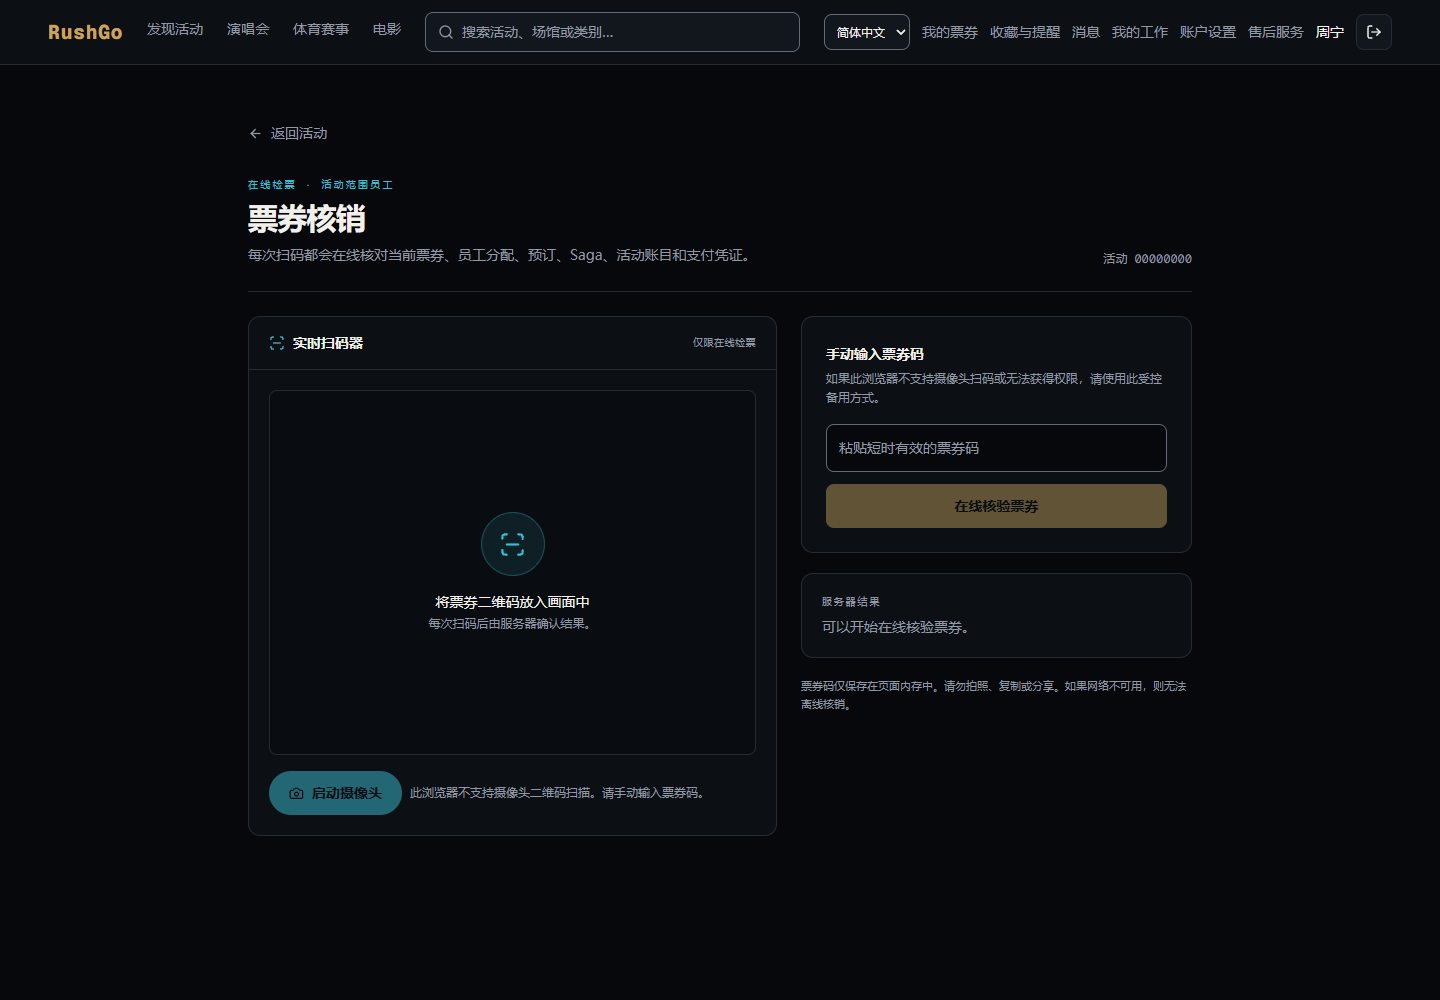 RushGo
发现活动
演唱会
体育赛事
电影
搜索活动、场馆或类别...
简体中文
我的票券
收藏与提醒
消息
我的工作
账户设置
售后服务
周宁
返回活动
在线检票 · 活动范围员工
票券核销
每次扫码都会在线核对当前票券、员工分配、预订、Saga、活动账目和支付凭证。
活动 00000000
实时扫码器
仅限在线检票
将票券二维码放入画面中
每次扫码后由服务器确认结果。
启动摄像头
此浏览器不支持摄像头二维码扫描。请手动输入票券码。
手动输入票券码
如果此浏览器不支持摄像头扫码或无法获得权限，请使用此受控
备用方式。
粘贴短时有效的票券码
在线核验票券
服务器结果
可以开始在线核验票券。
票券码仅保存在页面内存中。请勿拍照、复制或分享。如果网络不可用，则无法
离线核销。